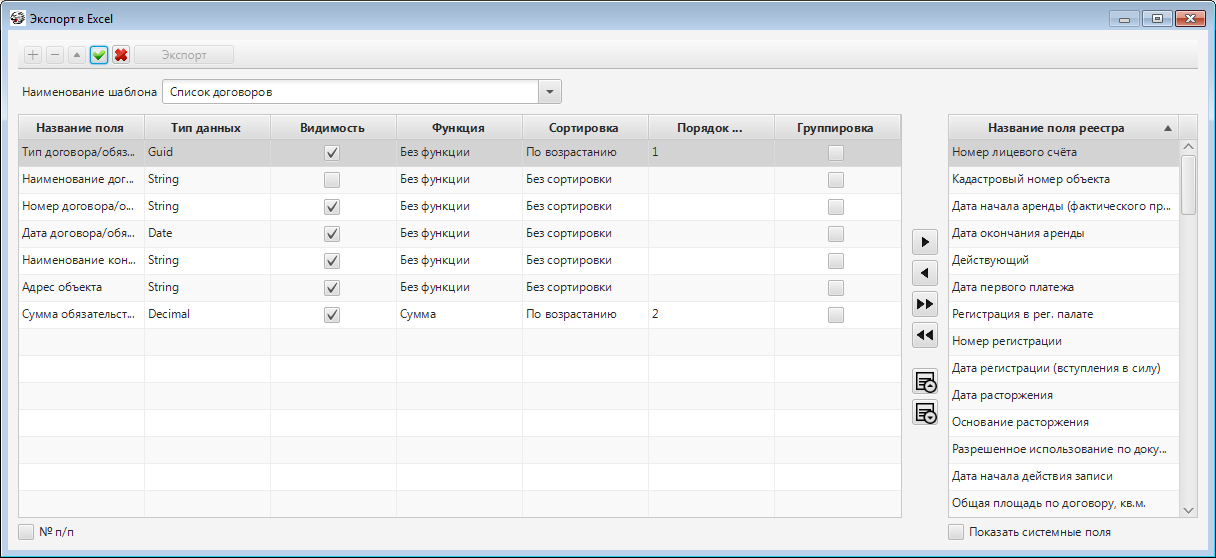 Экспорт в Excel
Экспорт
Наименование шаблона Список договоров
Название поля Тип данных Видимость Функция Сортировка Порядок ... Группировка
Тип договора/обяз... Guid Без функции По возрастанию 1
Наименование дог... String Без функции Без сортировки
Номер договора/о... String Без функции Без сортировки
Дата договора/обя... Date Без функции Без сортировки
Наименование кон... String Без функции Без сортировки
Адрес объекта String Без функции Без сортировки
Сумма обязательст... Decimal Сумма По возрастанию 2
№ п/п
Название поля реестра
Номер лицевого счёта
Кадастровый номер объекта
Дата начала аренды (фактического пр...
Дата окончания аренды
Действующий
Дата первого платежа
Регистрация в рег. палате
Номер регистрации
Дата регистрации (вступления в силу)
Дата расторжения
Основание расторжения
Разрешенное использование по доку...
Дата начала действия записи
Общая площадь по договору, кв.м.
Показать системные поля